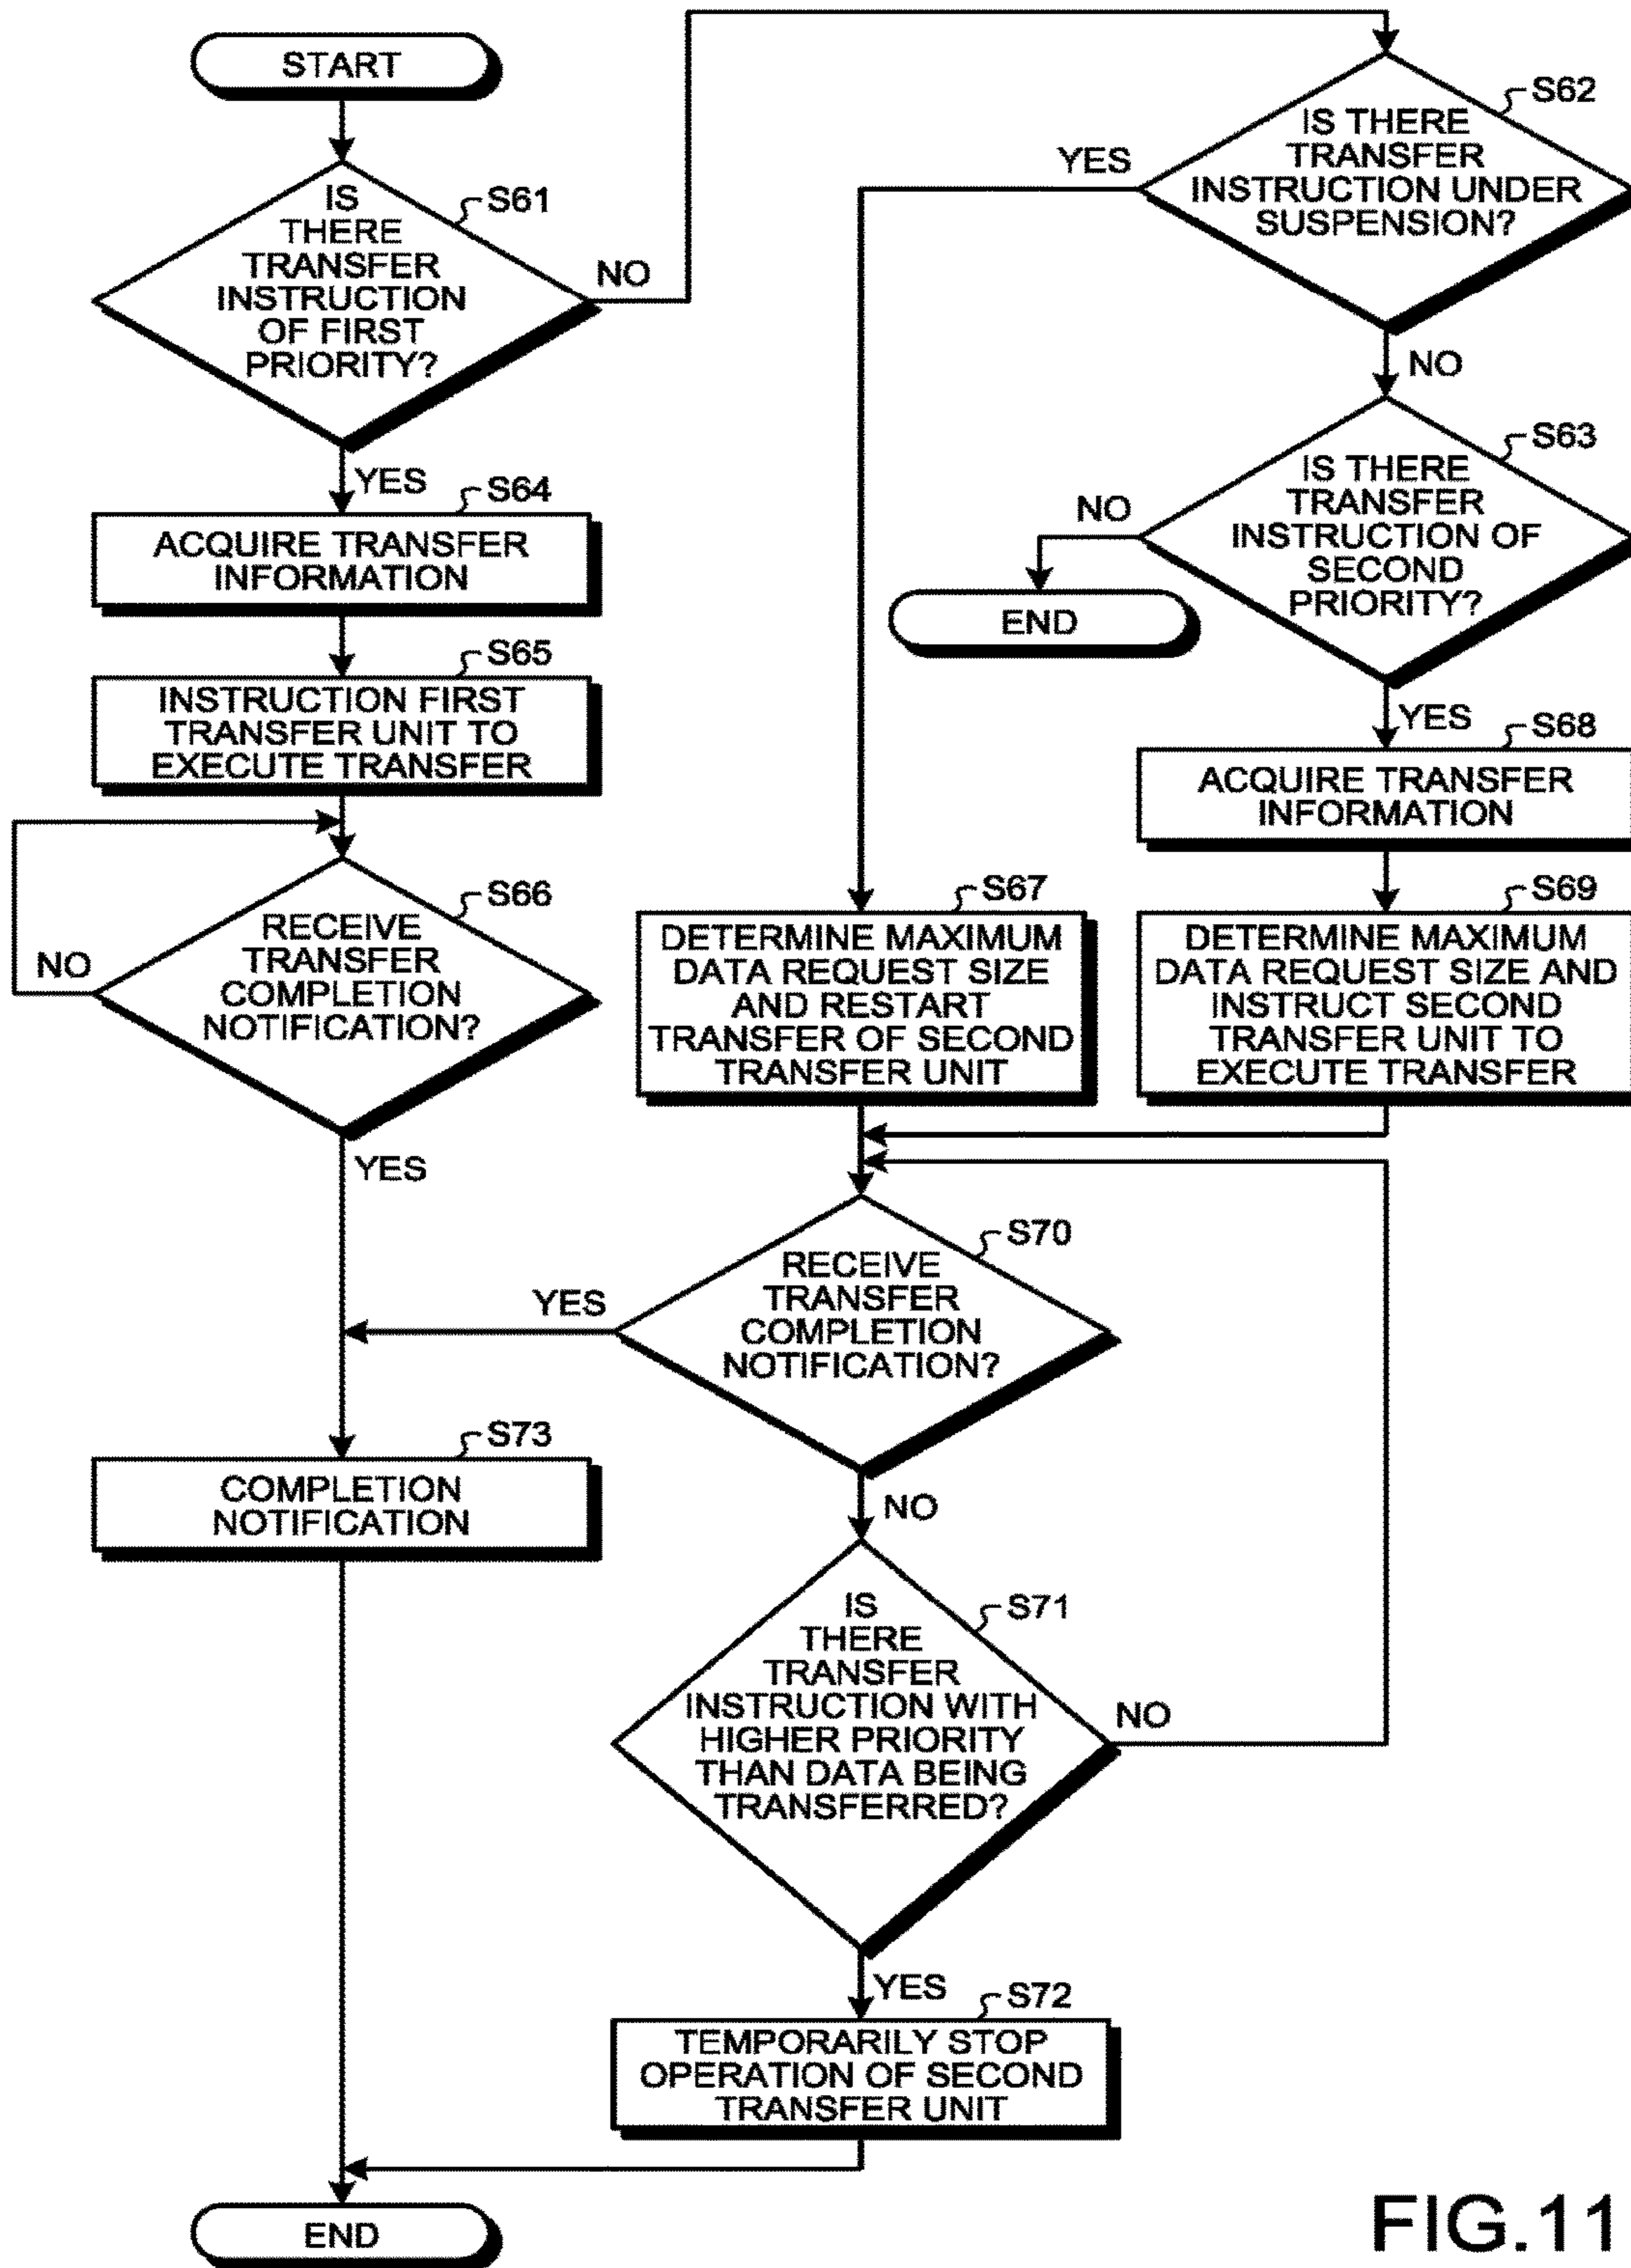 START
S61
IS
THERE
TRANSFER
INSTRUCTION
OF FIRST
PRIORITY?
NO
YES
S62
IS THERE
TRANSFER
INSTRUCTION UNDER
SUSPENSION?
YES
NO
S63
IS THERE
TRANSFER
INSTRUCTION OF
SECOND
PRIORITY?
NO
END
YES
S64
ACQUIRE TRANSFER
INFORMATION
S65
INSTRUCTION FIRST
TRANSFER UNIT TO
EXECUTE TRANSFER
S66
RECEIVE
TRANSFER
COMPLETION
NOTIFICATION?
NO
YES
S67
DETERMINE MAXIMUM
DATA REQUEST SIZE
AND RESTART
TRANSFER OF SECOND
TRANSFER UNIT
S68
ACQUIRE TRANSFER
INFORMATION
S69
DETERMINE MAXIMUM
DATA REQUEST SIZE AND
INSTRUCT SECOND
TRANSFER UNIT TO
EXECUTE TRANSFER
S70
RECEIVE
TRANSFER
COMPLETION
NOTIFICATION?
YES
NO
S71
IS
THERE
TRANSFER
INSTRUCTION WITH
HIGHER PRIORITY
THAN DATA BEING
TRANSFERRED?
NO
YES
S72
TEMPORARILY STOP
OPERATION OF SECOND
TRANSFER UNIT
S73
COMPLETION
NOTIFICATION
END
FIG.11